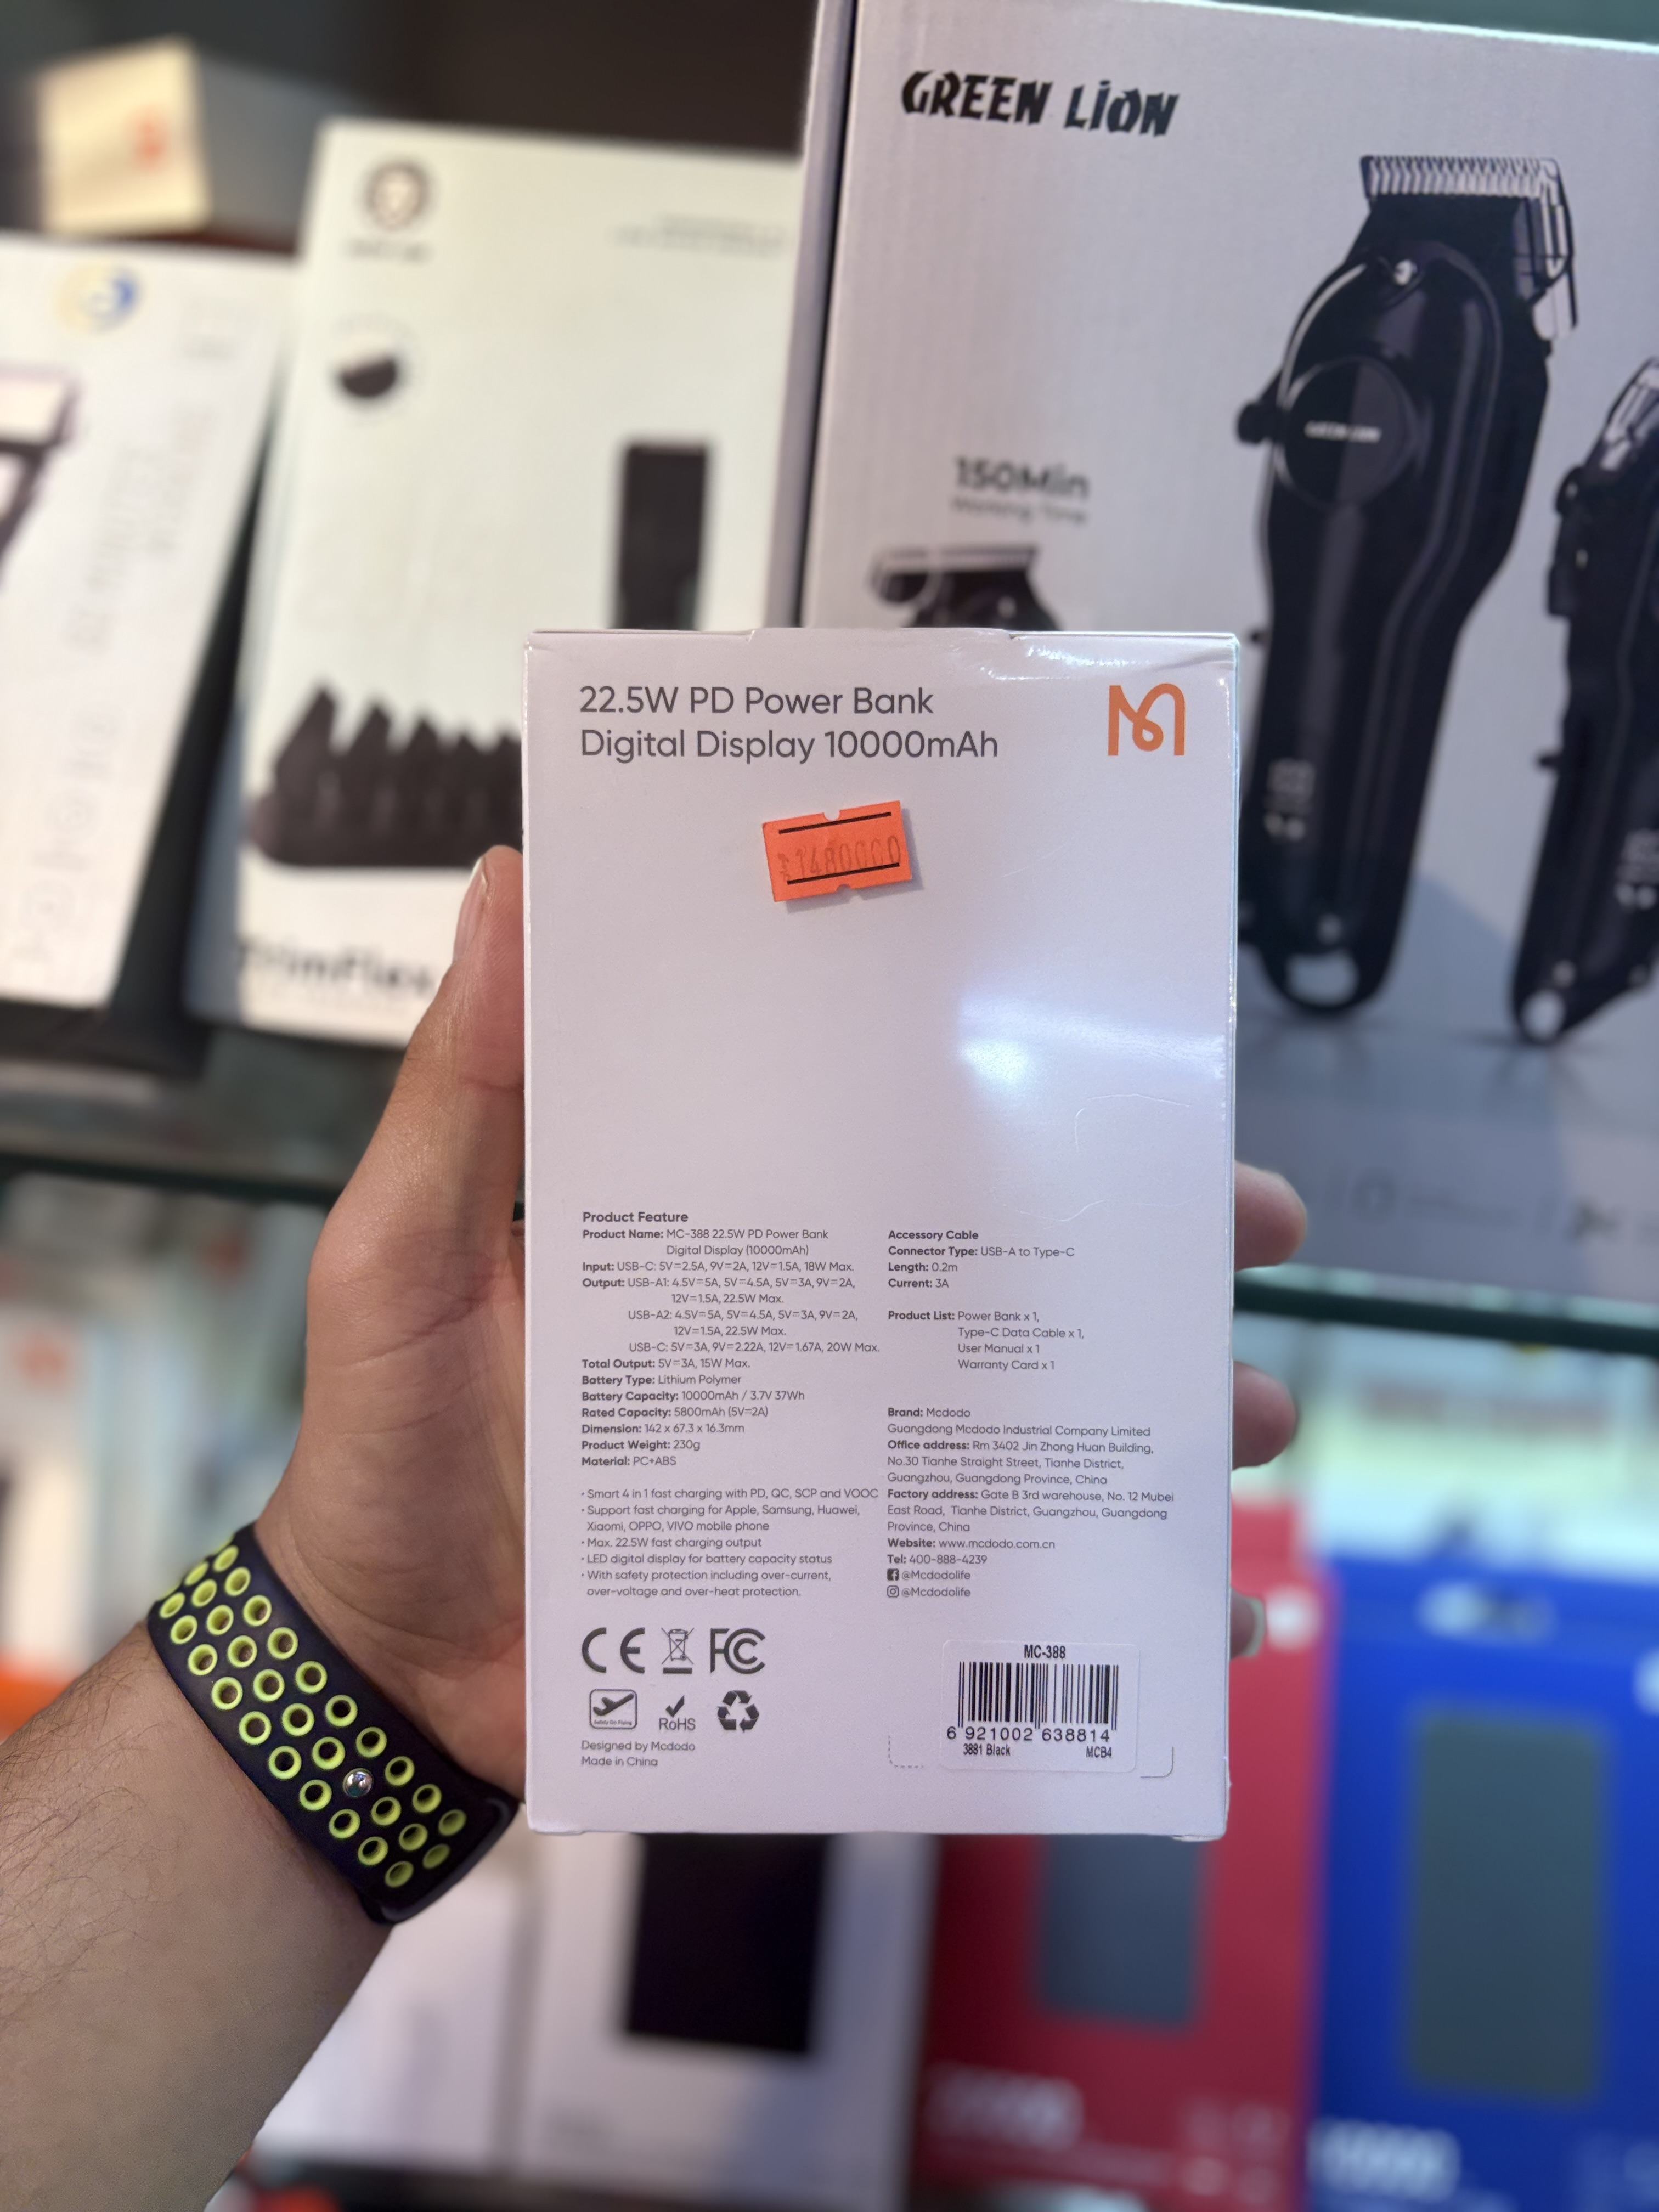 GREEN LION
150Min
Working Time
GREEN LION
22.5W PD Power Bank
Digital Display 10000mAh
1480000
Product Feature
Product Name: MC-388 22.5W PD Power Bank
Digital Display (10000mAh)
Input: USB-C: 5V=2.5A, 9V=2A, 12V=1.5A, 18W Max.
Output: USB-A1: 4.5V=5A, 5V=4.5A, 5V=3A, 9V=2A,
12V=1.5A, 22.5W Max.
USB-A2: 4.5V=5A, 5V=4.5A, 5V=3A, 9V=2A,
12V=1.5A, 22.5W Max.
USB-C: 5V=3A, 9V=2.22A, 12V=1.67A, 20W Max.
Total Output: 5V=3A, 15W Max.
Battery Type: Lithium Polymer
Battery Capacity: 10000mAh / 3.7V 37Wh
Rated Capacity: 5800mAh (5V=2A)
Dimension: 142 x 67.3 x 16.3mm
Product Weight: 230g
Material: PC+ABS
• Smart 4 in 1 fast charging with PD, QC, SCP and VOOC
• Support fast charging for Apple, Samsung, Huawei,
Xiaomi, OPPO, VIVO mobile phone
• Max. 22.5W fast charging output
• LED digital display for battery capacity status
• With safety protection including over-current,
over-voltage and over-heat protection.
CE FC
Safety Go Flying
RoHS
Designed by Mcdodo
Made in China
Accessory Cable
Connector Type: USB-A to Type-C
Length: 0.2m
Current: 3A
Product List: Power Bank x 1,
Type-C Data Cable x 1,
User Manual x 1
Warranty Card x 1
Brand: Mcdodo
Guangdong Mcdodo Industrial Company Limited
Office address: Rm 3402 Jin Zhong Huan Building,
No.30 Tianhe Straight Street, Tianhe District,
Guangzhou, Guangdong Province, China
Factory address: Gate B 3rd warehouse, No. 12 Mubei
East Road, Tianhe District, Guangzhou, Guangdong
Province, China
Website: www.mcdodo.com.cn
Tel: 400-888-4239
@Mcdodolife
@Mcdodolife
MC-388
6 921002 638814
3881 Black MCB4